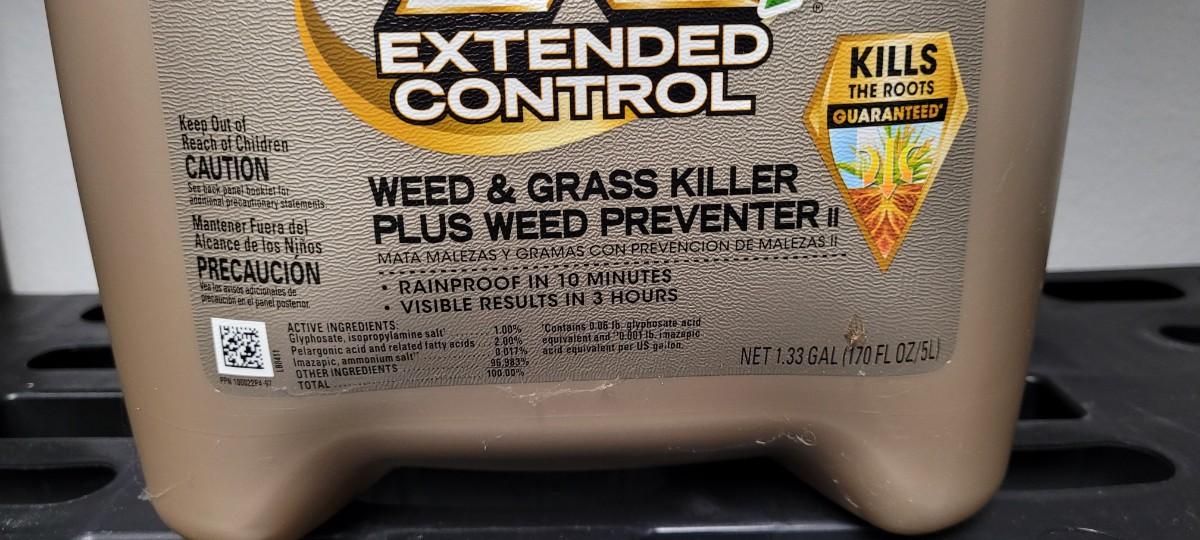 ®
EXTENDED
CONTROL
KILLS
THE ROOTS
GUARANTEED*
Keep Out of
Reach of Children
CAUTION
See back panel booklet for
additional precautionary statements
Mantener Fuera del
Alcance de los Niños
PRECAUCIÓN
Vea los avisos adicionales de
precaución en el panel posterior
WEED & GRASS KILLER
PLUS WEED PREVENTER II
MATA MALEZAS Y GRAMAS CON PREVENCION DE MALEZAS II
• RAINPROOF IN 10 MINUTES
• VISIBLE RESULTS IN 3 HOURS
ACTIVE INGREDIENTS:
Glyphosate, isopropylamine salt* 1.00%
Pelargonic acid and related fatty acids 2.00%
Imazapic, ammonium salt** 0.017%
OTHER INGREDIENTS 96.983%
TOTAL 100.00%
*Contains 0.06 lb. glyphosate acid
equivalent and **0.001 lb. imazapic
acid equivalent per US gallon.
NET 1.33 GAL (170 FL OZ/5L)